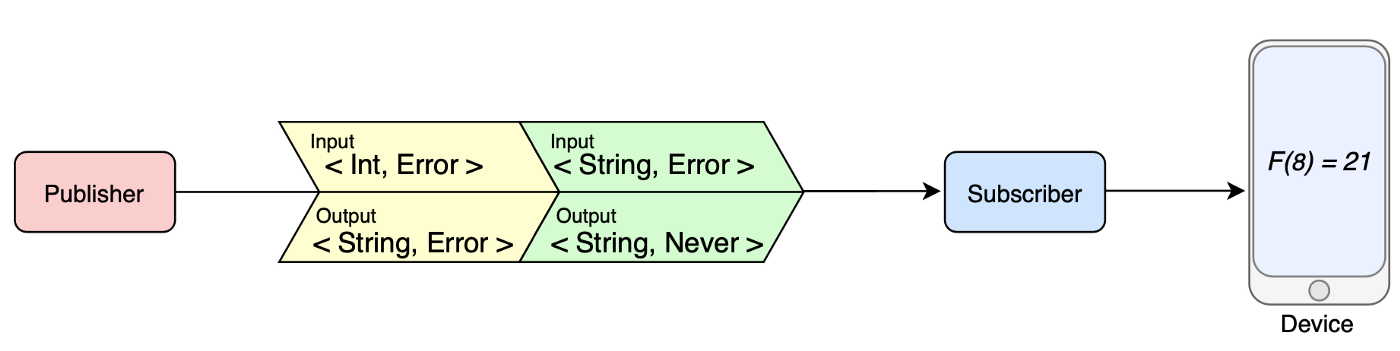 Publisher
Input
< Int, Error >
Output
< String, Error >
Input
< String, Error >
Output
< String, Never >
Subscriber
F(8) = 21
Device